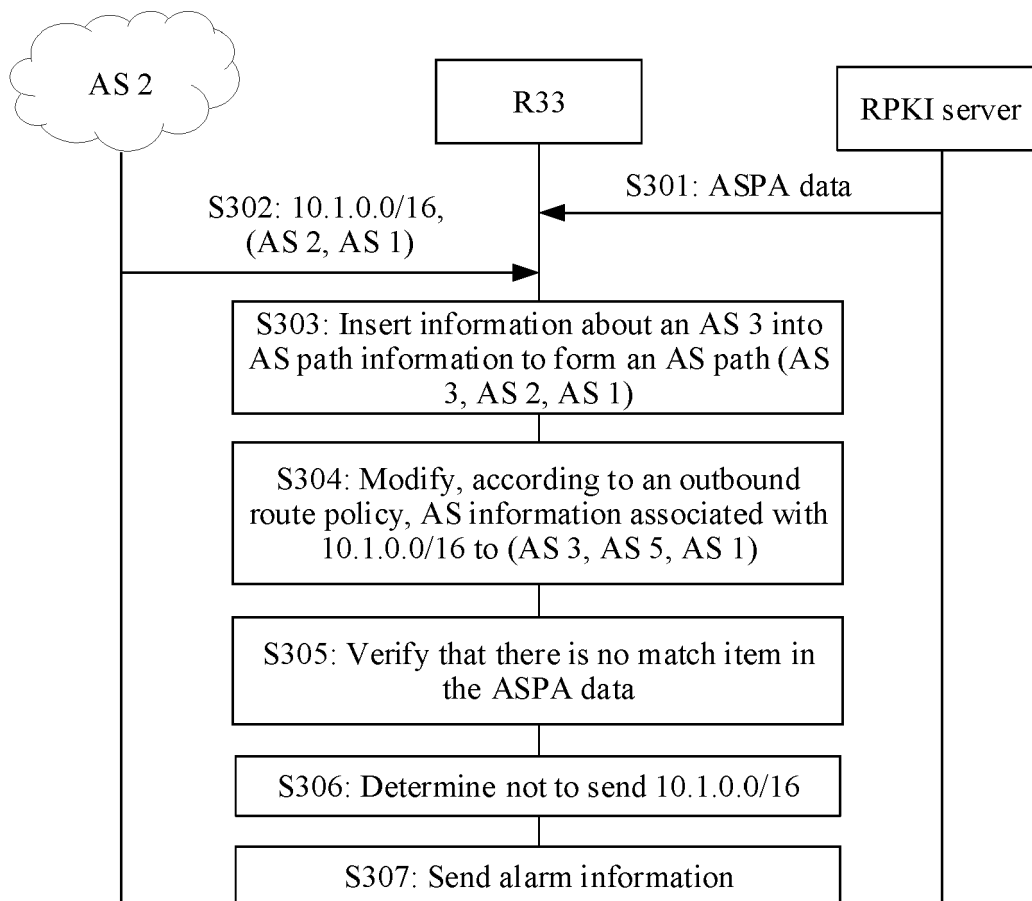 AS 2
R33
RPKI server
S301: ASPA data
S302: 10.1.0.0/16,
(AS 2, AS 1)
S303: Insert information about an AS 3 into
AS path information to form an AS path (AS
3, AS 2, AS 1)
S304: Modify, according to an outbound
route policy, AS information associated with
10.1.0.0/16 to (AS 3, AS 5, AS 1)
S305: Verify that there is no match item in
the ASPA data
S306: Determine not to send 10.1.0.0/16
S307: Send alarm information